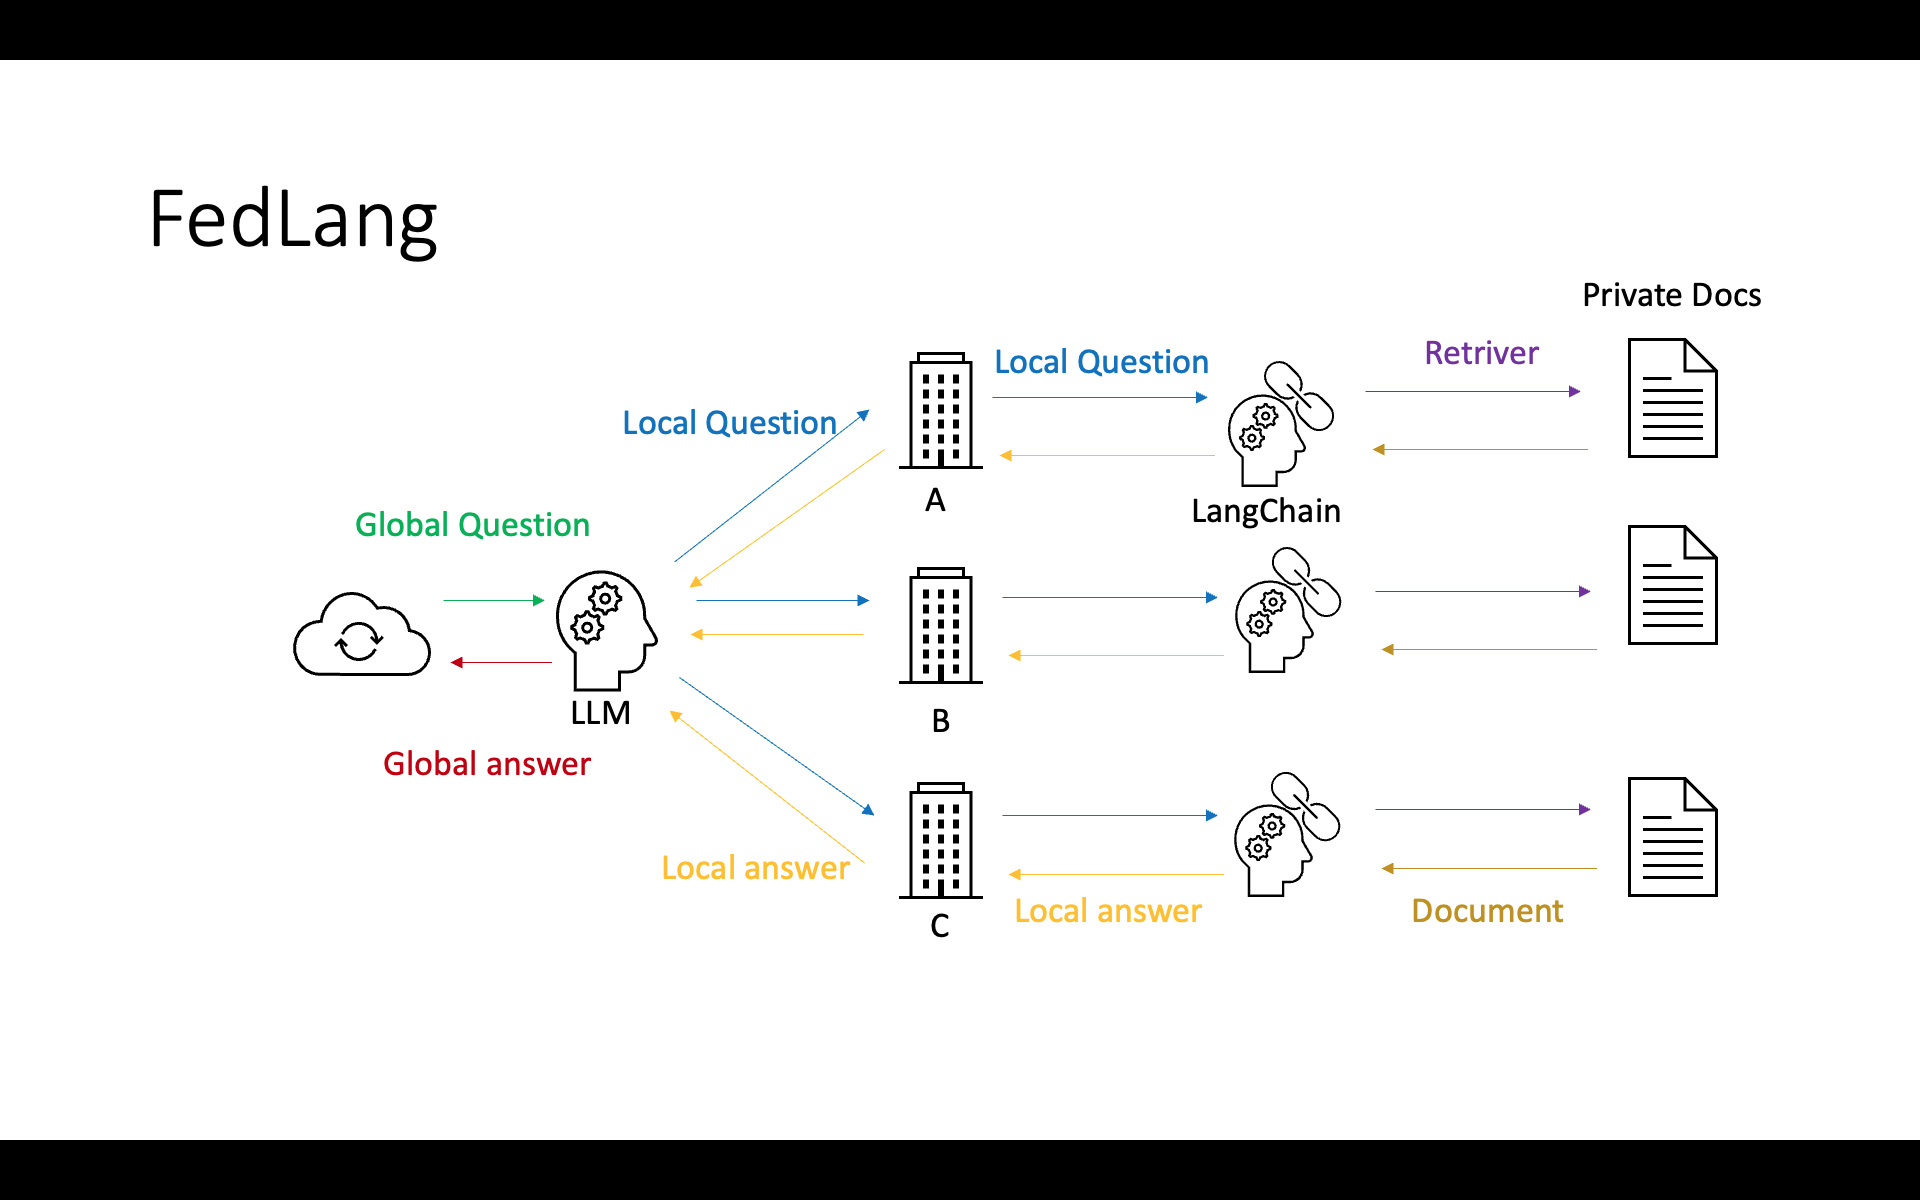 FedLang
Private Docs
Retriver
Local Question
Local Question
A
LangChain
Global Question
LLM
B
Global answer
Local answer
Local answer
Document
C